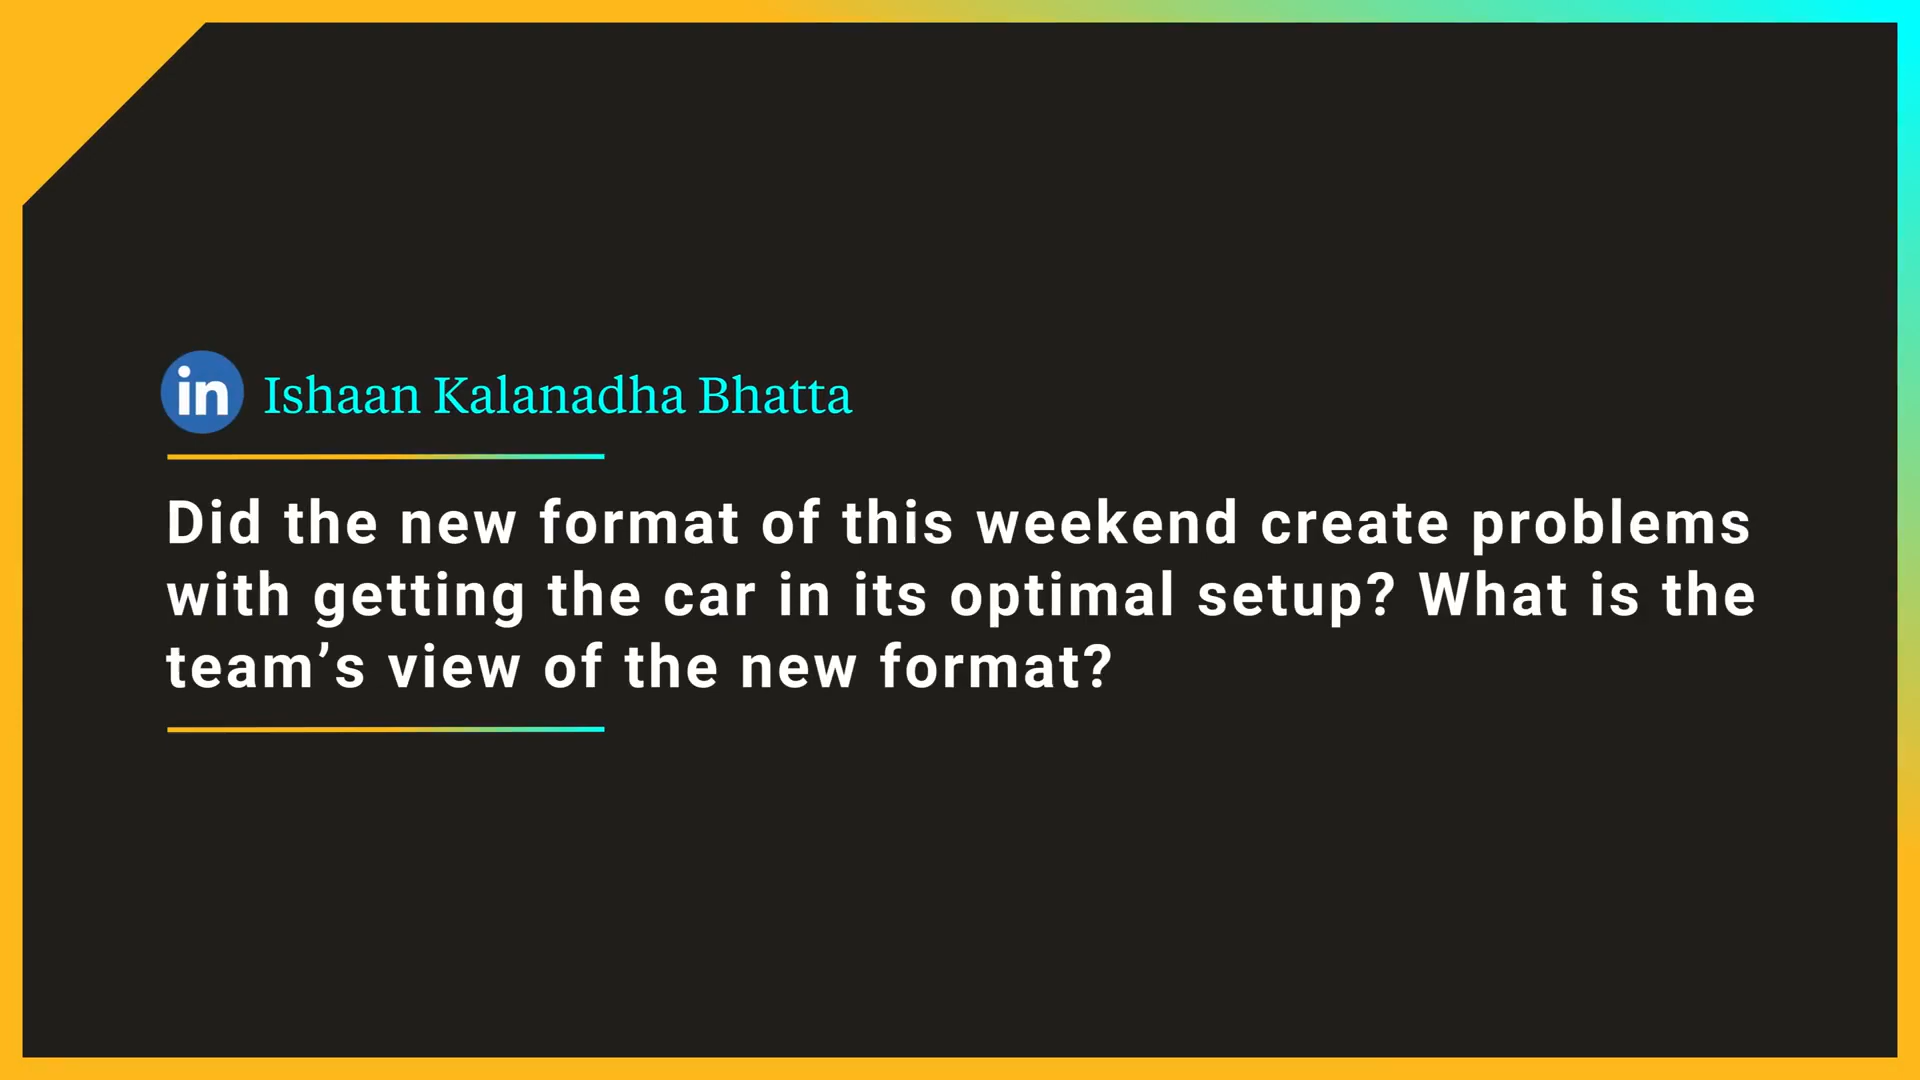 in Ishaan Kalanadha Bhatta
Did the new format of this weekend create problems
with getting the car in its optimal setup? What is the
team’s view of the new format?